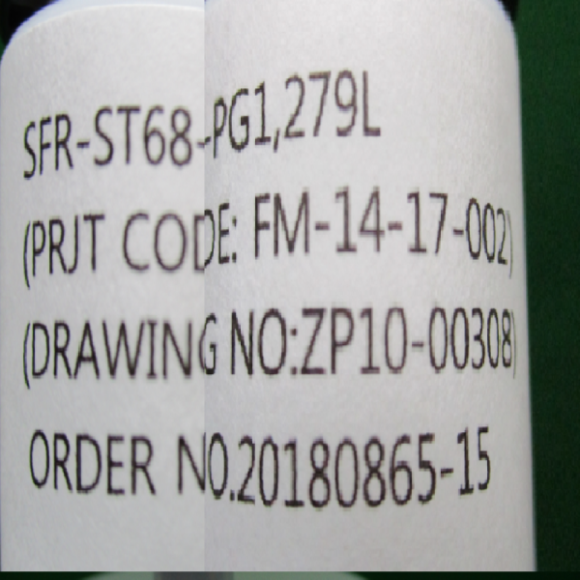 SFR-ST68-PG1,279L
(PRJT CODE: FM-14-17-002)
(DRAWING NO:ZP10-00308)
ORDER NO.20180865-15